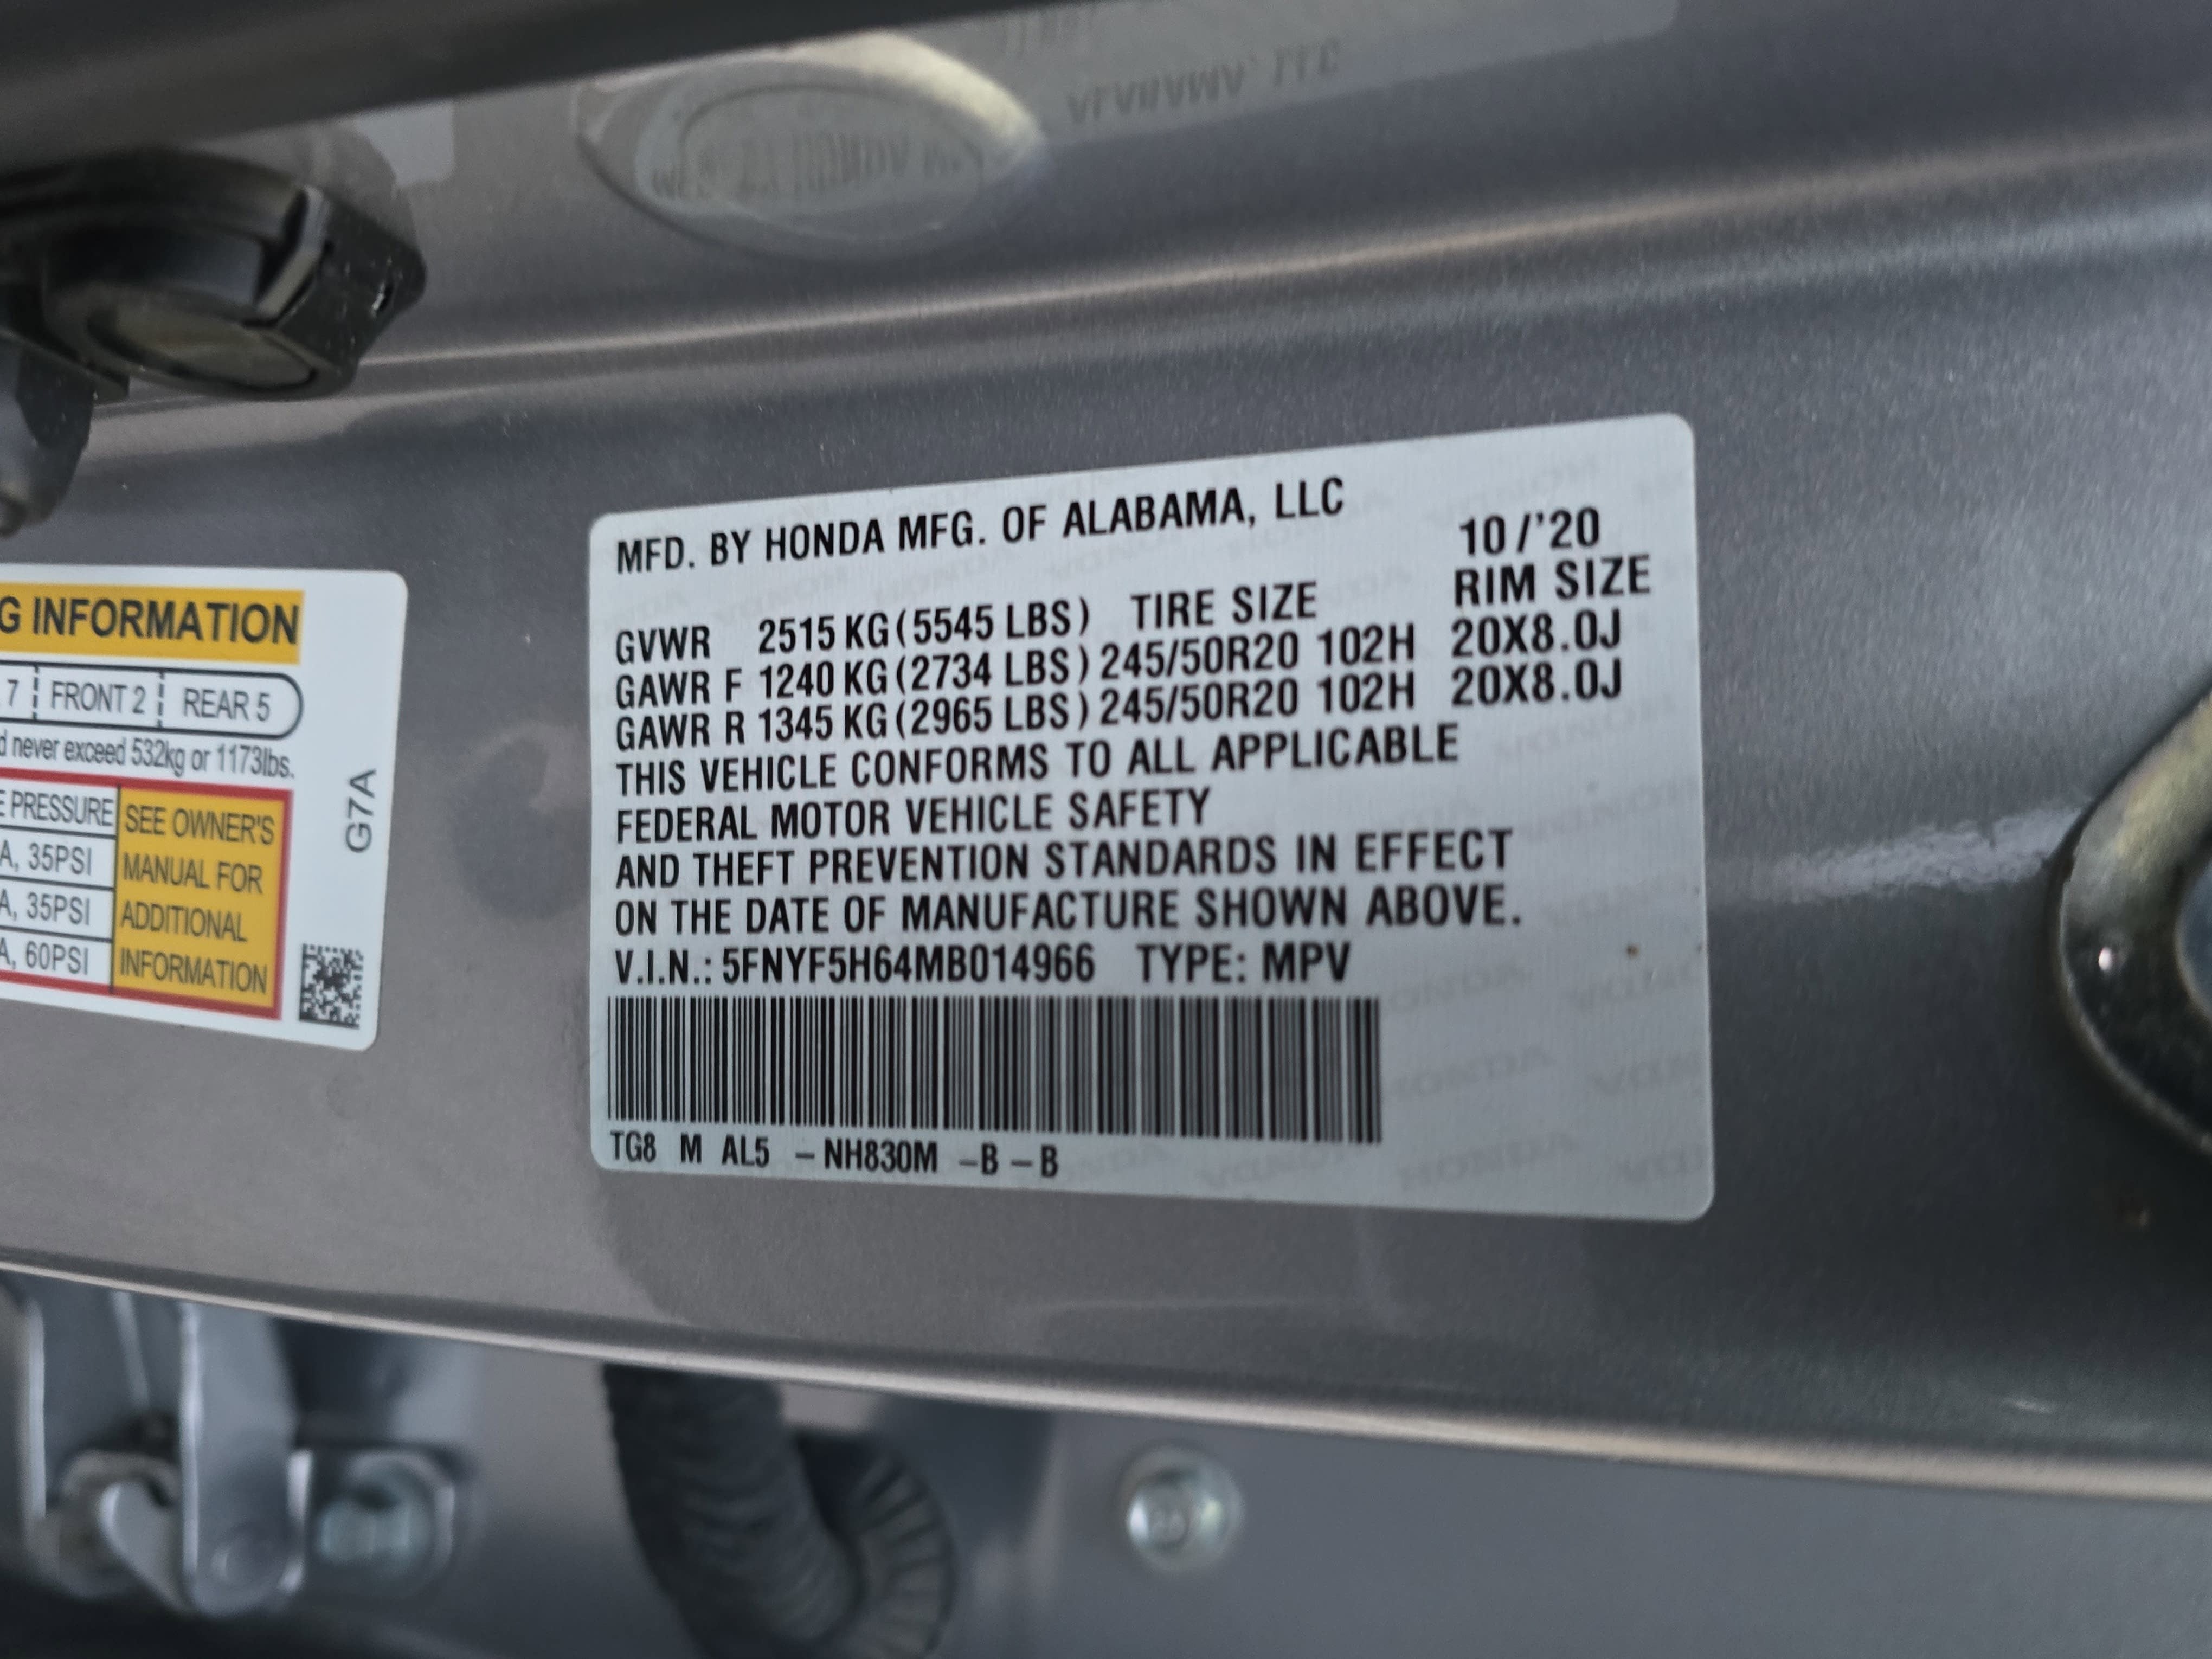 G INFORMATION
7 FRONT 2 REAR 5
d never exceed 532kg or 1173lbs.
E PRESSURE
A, 35PSI
A, 35PSI
A, 60PSI
SEE OWNER'S
MANUAL FOR
ADDITIONAL
INFORMATION
G7A
MFD. BY HONDA MFG. OF ALABAMA, LLC 10/'20
GVWR 2515 KG (5545 LBS) TIRE SIZE RIM SIZE
GAWR F 1240 KG (2734 LBS) 245/50R20 102H 20X8.0J
GAWR R 1345 KG (2965 LBS) 245/50R20 102H 20X8.0J
THIS VEHICLE CONFORMS TO ALL APPLICABLE
FEDERAL MOTOR VEHICLE SAFETY
AND THEFT PREVENTION STANDARDS IN EFFECT
ON THE DATE OF MANUFACTURE SHOWN ABOVE.
V.I.N.: 5FNYF5H64MB014966 TYPE: MPV
TG8 M AL5 – NH830M – B – B